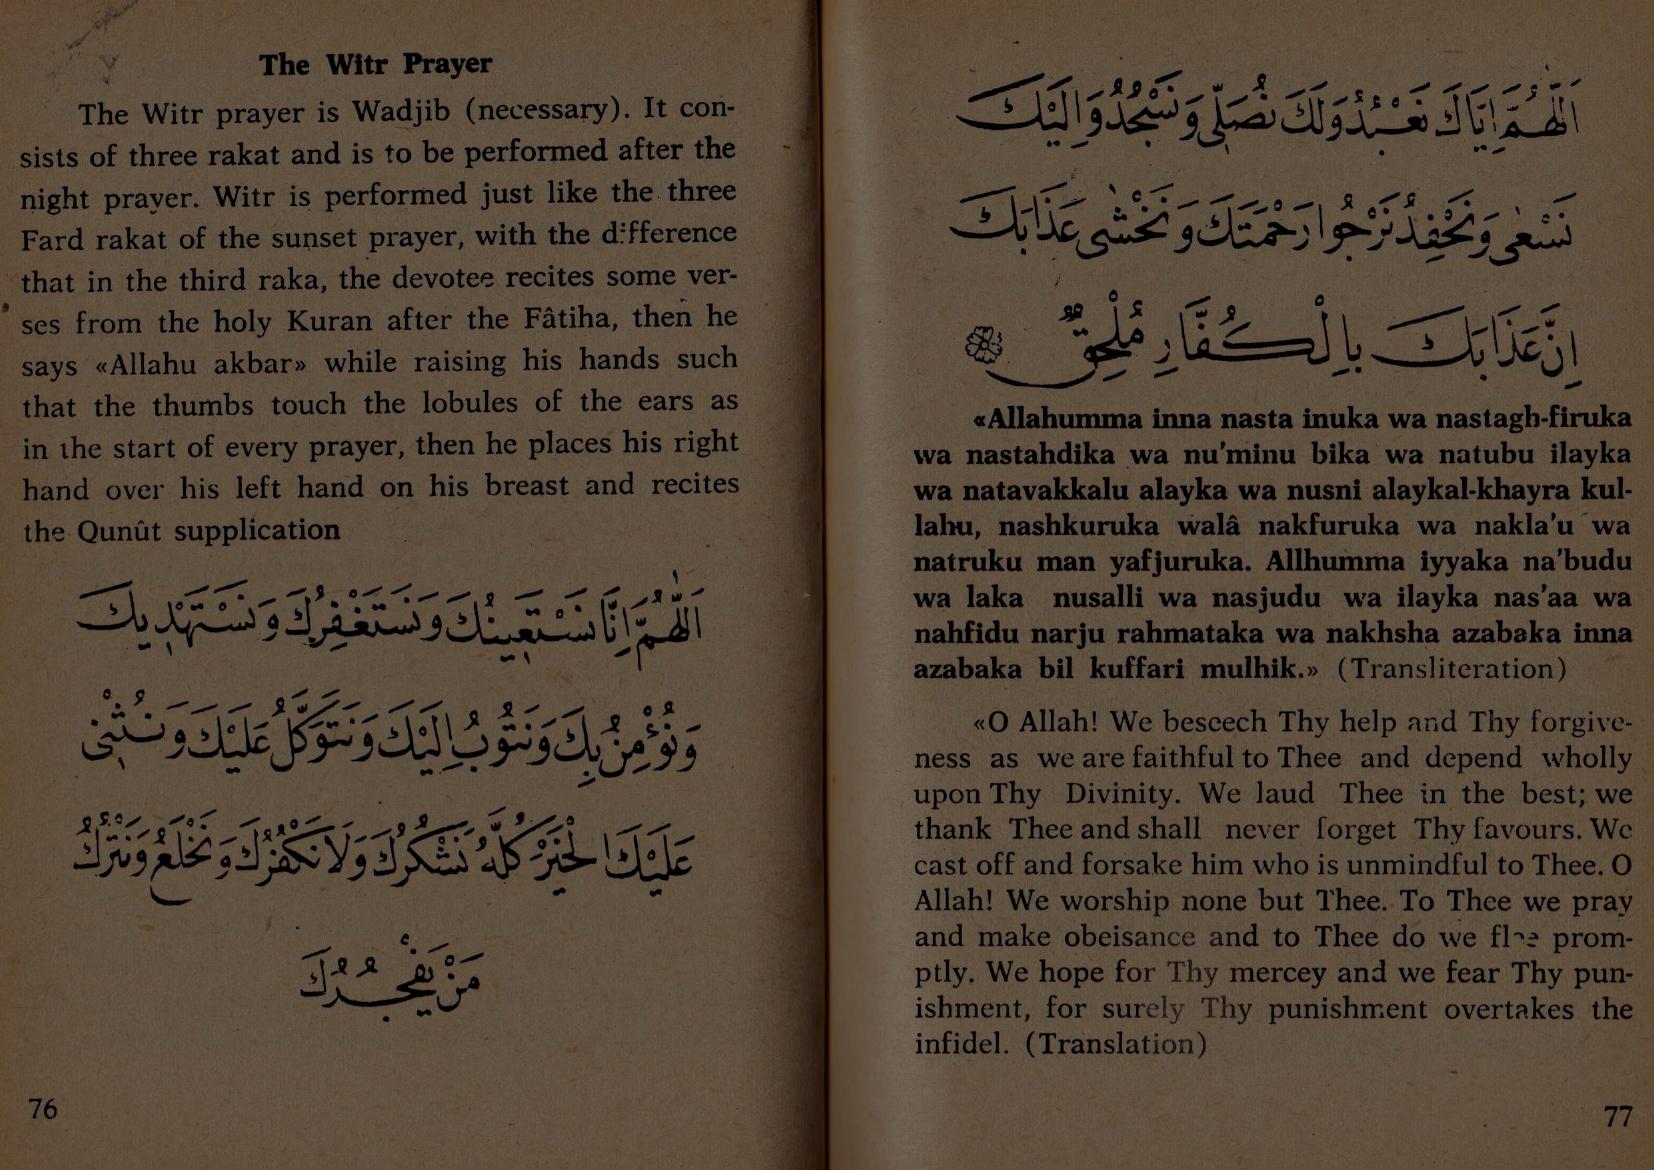 The Witr Prayer
The Witr prayer is Wadjib (necessary). It con-
sists of three rakat and is to be performed after the
night prayer. Witr is performed just like the three
Fard rakat of the sunset prayer, with the difference
that in the third raka, the devotee recites some ver-
ses from the holy Kuran after the Fâtiha, then he
says «Allahu akbar» while raising his hands such
that the thumbs touch the lobules of the ears as
in the start of every prayer, then he places his right
hand over his left hand on his breast and recites
the Qunût supplication
اَللّٰهُمَّ اِنَّا نَسْتَعِينُكَ وَنَسْتَغْفِرُكَ وَنَسْتَهْدِيكَ
وَنُؤْمِنُ بِكَ وَنَتُوبُ اِلَيْكَ وَنَتَوَكَّلُ عَلَيْكَ وَنُثْنِى
عَلَيْكَ الْخَيْرَ كُلَّهُ نَشْكُرُكَ وَلَا نَكْفُرُكَ وَنَخْلَعُ وَنَتْرُكُ
مَنْ يَفْجُرُكَ
76
اَللّٰهُمَّ اِيَّاكَ نَعْبُدُ وَلَكَ نُصَلِّى وَنَسْجُدُ وَاِلَيْكَ
نَسْعٰى وَنَحْفِدُ نَرْجُوا رَحْمَتَكَ وَنَخْشٰى عَذَابَكَ
اِنَّ عَذَابَكَ بِالْكُفَّارِ مُلْحِقٌ
«Allahumma inna nasta inuka wa nastagh-firuka
wa nastahdika wa nu'minu bika wa natubu ilayka
wa natavakkalu alayka wa nusni alaykal-khayra kul-
lahu, nashkuruka walâ nakfuruka wa nakla'u wa
natruku man yafjuruka. Allhumma iyyaka na'budu
wa laka nusalli wa nasjudu wa ilayka nas'aa wa
nahfidu narju rahmataka wa nakhsha azabaka inna
azabaka bil kuffari mulhik.» (Transliteration)
«O Allah! We beseech Thy help and Thy forgive-
ness as we are faithful to Thee and depend wholly
upon Thy Divinity. We laud Thee in the best; we
thank Thee and shall never forget Thy favours. We
cast off and forsake him who is unmindful to Thee. O
Allah! We worship none but Thee. To Thee we pray
and make obeisance and to Thee do we flee prom-
ptly. We hope for Thy mercey and we fear Thy pun-
ishment, for surely Thy punishment overtakes the
infidel. (Translation)
77